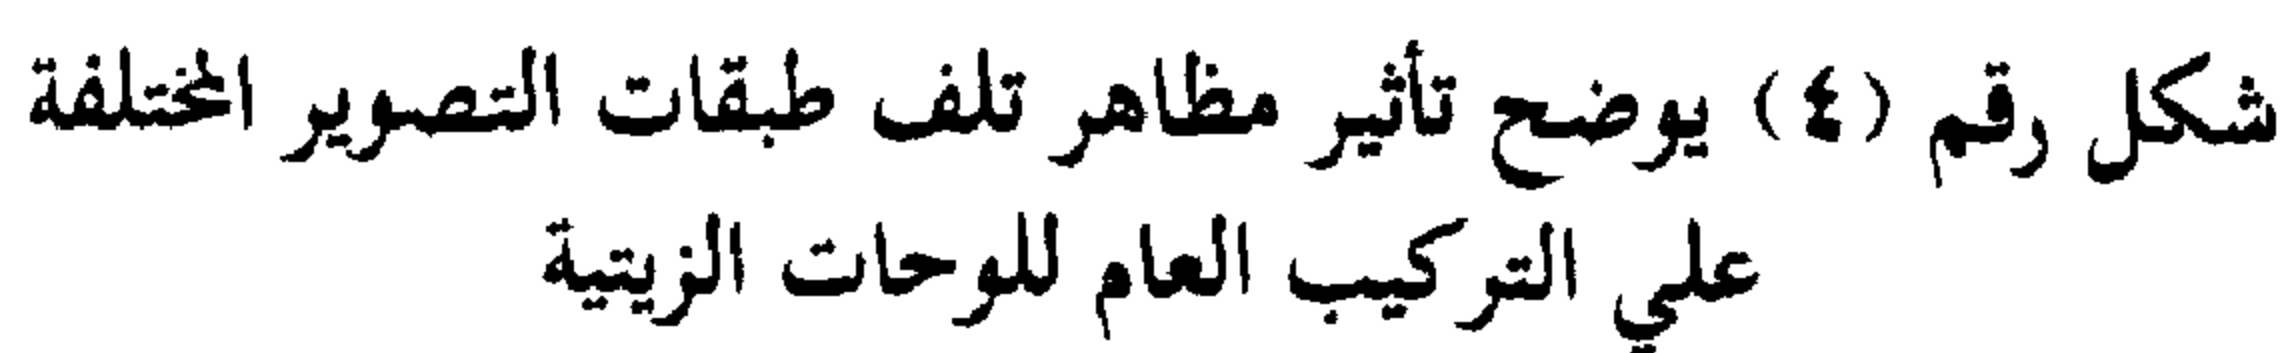 شكل رقم (٤) يوضح تأثير مظاهر تلف طبقات التصوير المختلفة
علي التركيب العام للوحات الزيتية